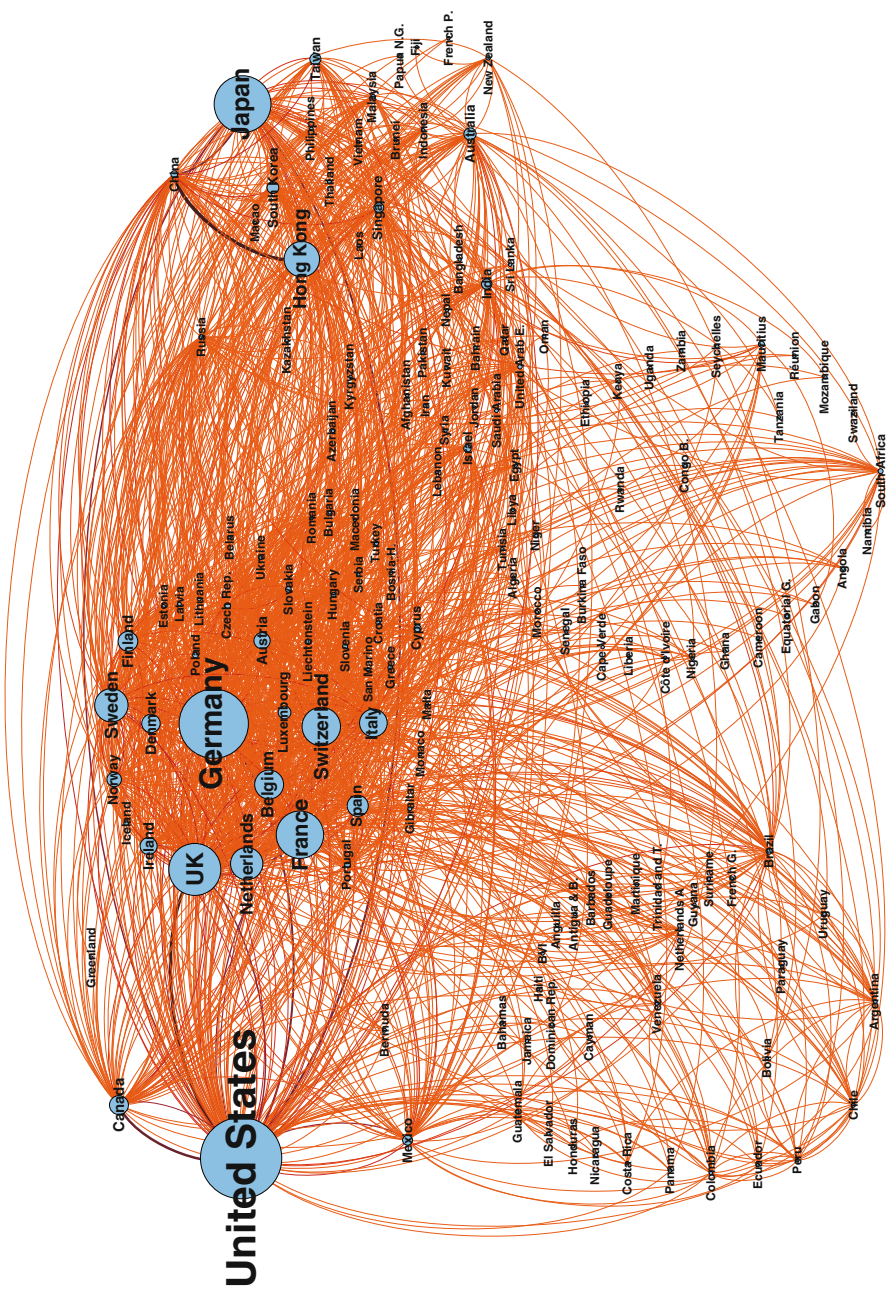 Japan
Taiwan
Papua N.G.
Fiji
French P.
New Zealand
Malaysia
Philippines
Vietnam
Brunei
Indonesia
Australia
China
South Korea
Thailand
Macao
Singapore
Hong Kong
Laos
Bangladesh
India
Sri Lanka
Nepal
Russia
Kazakhstan
Kyrgyzstan
Azerbaijan
Afghanistan
Pakistan
Iran
Kuwait
Bahrain
Qatar
United Arab E.
Oman
Saudi Arabia
Jordan
Syria
Lebanon
Israel
Egypt
Libya
Tunisia
Algeria
Niger
Morocco
Ethiopia
Kenya
Uganda
Zambia
Seychelles
Mauritius
Réunion
Mozambique
Tanzania
Swaziland
South Africa
Namibia
Angola
Congo B.
Rwanda
Gabon
Equatorial G.
Cameroon
Ghana
Nigeria
Côte d'Ivoire
Liberia
Cape Verde
Burkina Faso
Senegal
Finland
Estonia
Latvia
Lithuania
Belarus
Ukraine
Romania
Bulgaria
Macedonia
Turkey
Bosnia H.
Serbia
Hungary
Slovakia
Czech Rep.
Poland
Austria
Liechtenstein
Slovenia
Croatia
San Marino
Greece
Cyprus
Sweden
Denmark
Germany
Luxembourg
Switzerland
Italy
Malta
Monaco
Norway
Iceland
Ireland
UK
Netherlands
Belgium
France
Spain
Portugal
Gibraltar
Greenland
Canada
United States
Bermuda
Mexico
Bahamas
Jamaica
Haiti
Dominican Rep.
BVI
Anguilla
Antigua & B.
Barbados
Guadeloupe
Martinique
Trinidad and T.
Netherlands A.
Guyana
Suriname
French G.
Brazil
Uruguay
Paraguay
Argentina
Venezuela
Cayman
Bolivia
Chile
Guatemala
El Salvador
Honduras
Nicaragua
Costa Rica
Panama
Colombia
Ecuador
Peru